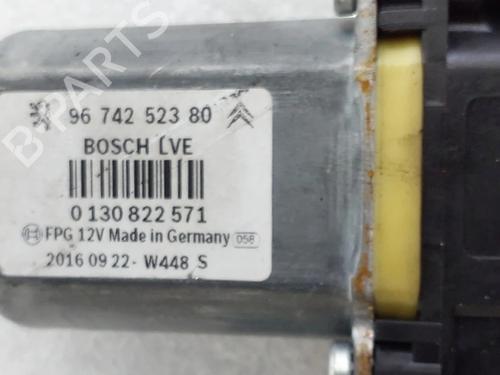 96 742 523 80
BOSCH LVE
0 130 822 571
FPG 12V Made in Germany 058
2016 09 22- W448 S
B-PARTS